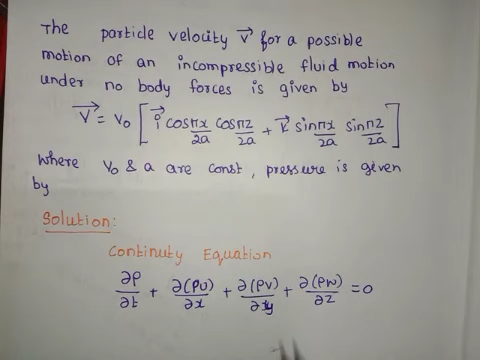 The particle velocity V⃗ for a possible
motion of an incompressible fluid motion
under no body forces is given by
V⃗ = V₀ [ i⃗ cos πx/2a cos πz/2a + k⃗ sin πx/2a sin πz/2a ]
where V₀ & a are const, pressure is given
by
Solution:
Continuty Equation
∂ρ/∂t + ∂(ρu)/∂x + ∂(ρv)/∂y + ∂(ρw)/∂z = 0